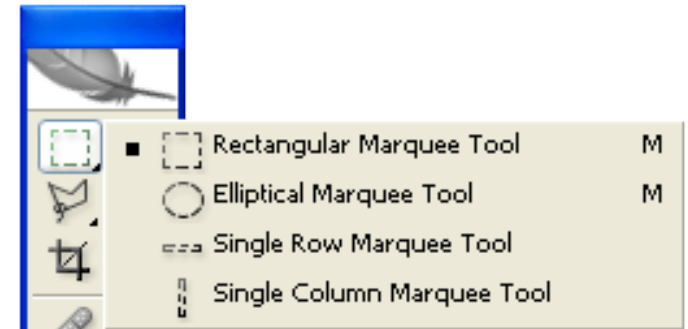 Rectangular Marquee Tool M
Elliptical Marquee Tool M
Single Row Marquee Tool
Single Column Marquee Tool